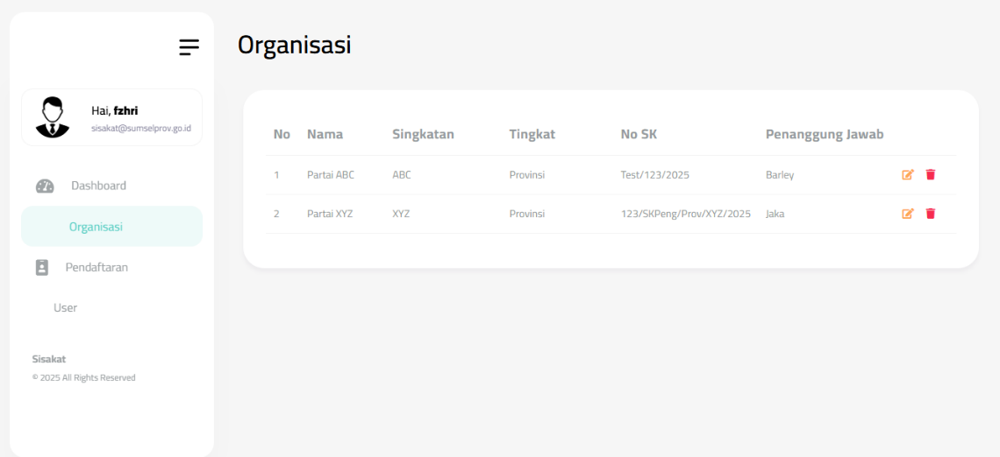 Organisasi
Hai, fzhri
sisakat@sumselprov.go.id
Dashboard
Organisasi
Pendaftaran
User
Sisakat
© 2025 All Rights Reserved
No Nama Singkatan Tingkat No SK Penanggung Jawab
1 Partai ABC ABC Provinsi Test/123/2025 Barley
2 Partai XYZ XYZ Provinsi 123/SKPeng/Prov/XYZ/2025 Jaka